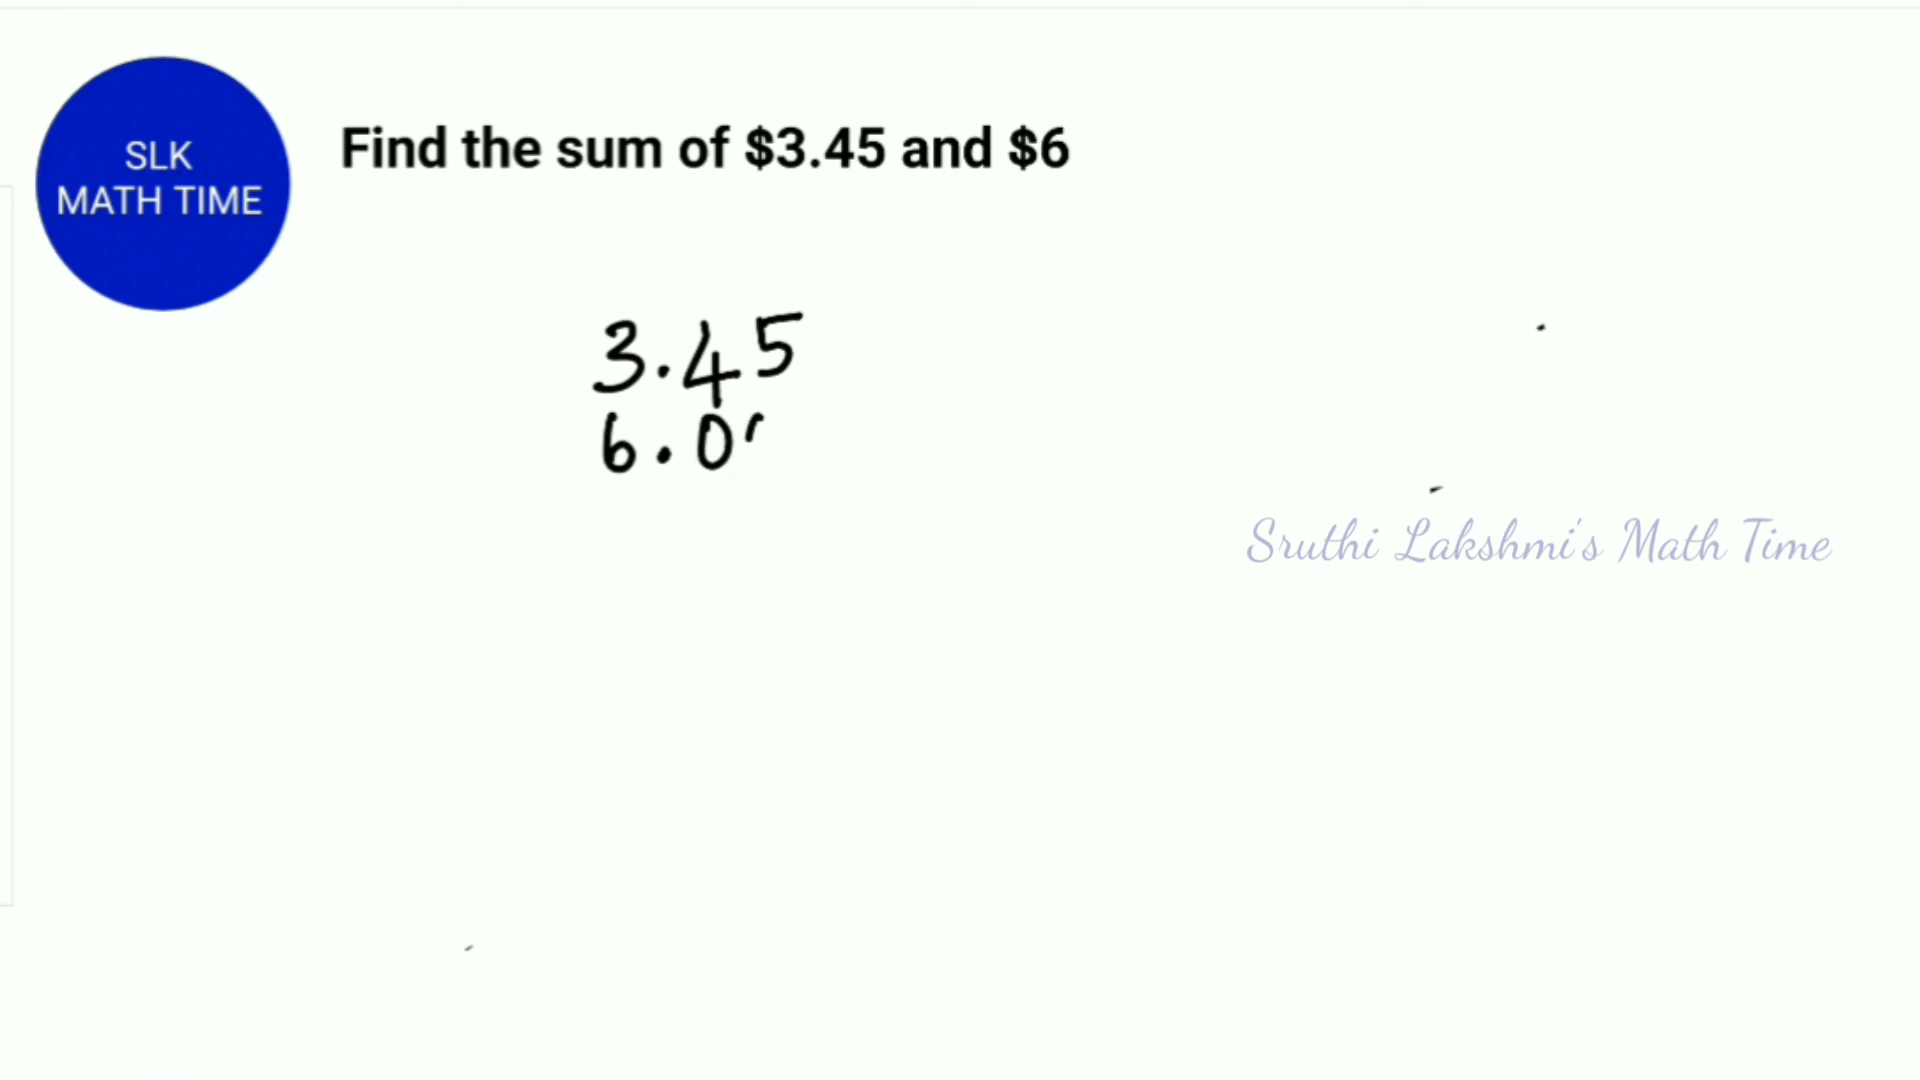 SLK
MATH TIME
Find the sum of $3.45 and $6
3.45
6.0
Sruthi Lakshmi's Math Time